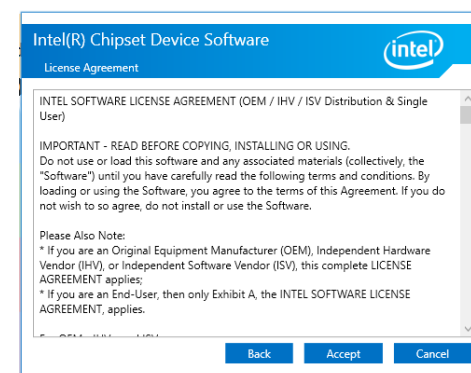 Intel(R) Chipset Device Software
License Agreement
intel
INTEL SOFTWARE LICENSE AGREEMENT (OEM / IHV / ISV Distribution & Single
User)
IMPORTANT - READ BEFORE COPYING, INSTALLING OR USING.
Do not use or load this software and any associated materials (collectively, the
"Software") until you have carefully read the following terms and conditions. By
loading or using the Software, you agree to the terms of this Agreement. If you do
not wish to so agree, do not install or use the Software.
Please Also Note:
* If you are an Original Equipment Manufacturer (OEM), Independent Hardware
Vendor (IHV), or Independent Software Vendor (ISV), this complete LICENSE
AGREEMENT applies;
* If you are an End-User, then only Exhibit A, the INTEL SOFTWARE LICENSE
AGREEMENT, applies.
Back Accept Cancel